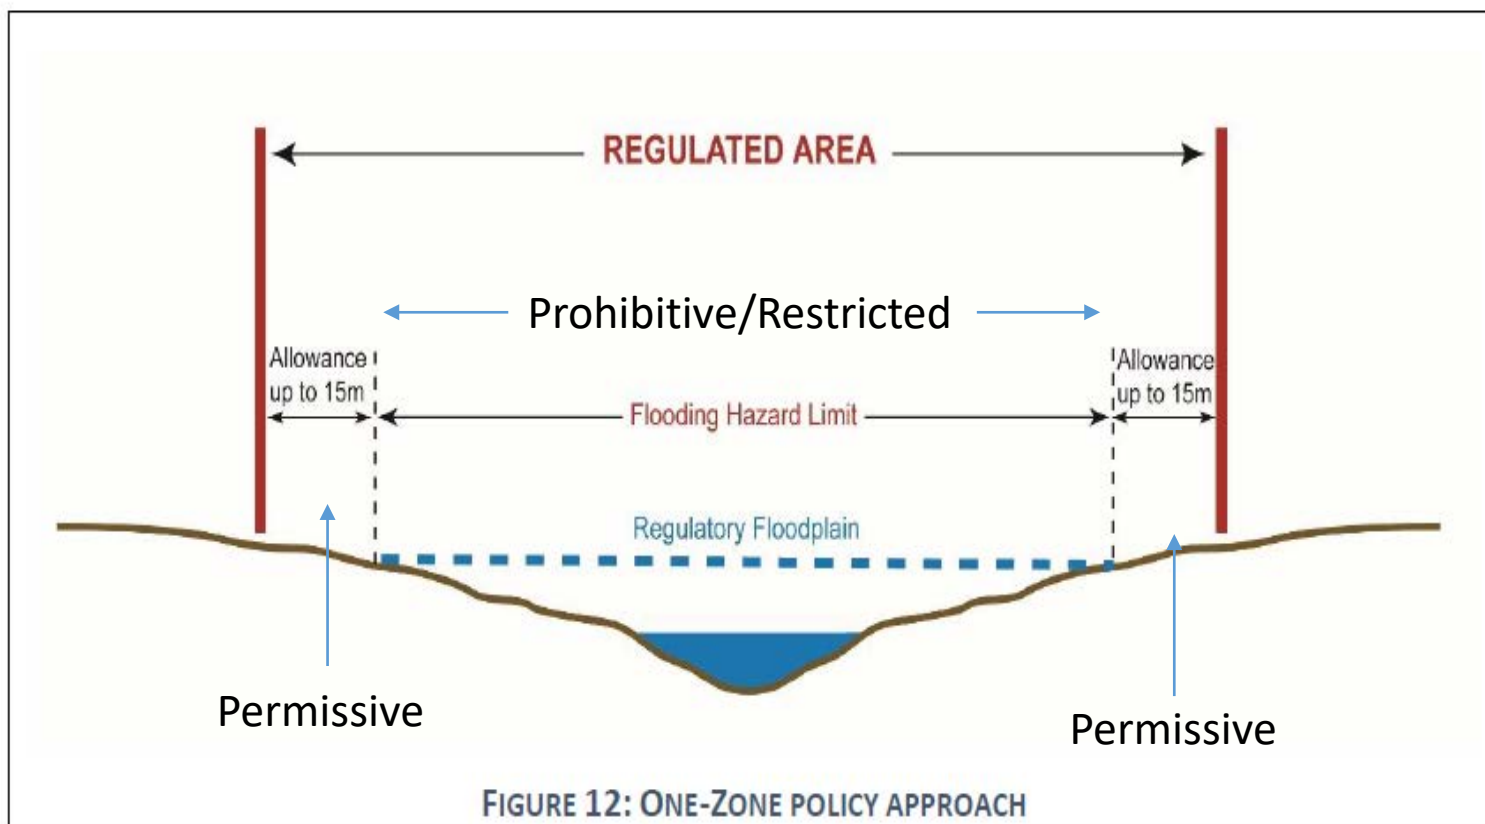 REGULATED AREA
Prohibitive/Restricted
Allowance
up to 15m
Allowance
up to 15m
Flooding Hazard Limit
Regulatory Floodplain
Permissive
Permissive
FIGURE 12: ONE-ZONE POLICY APPROACH